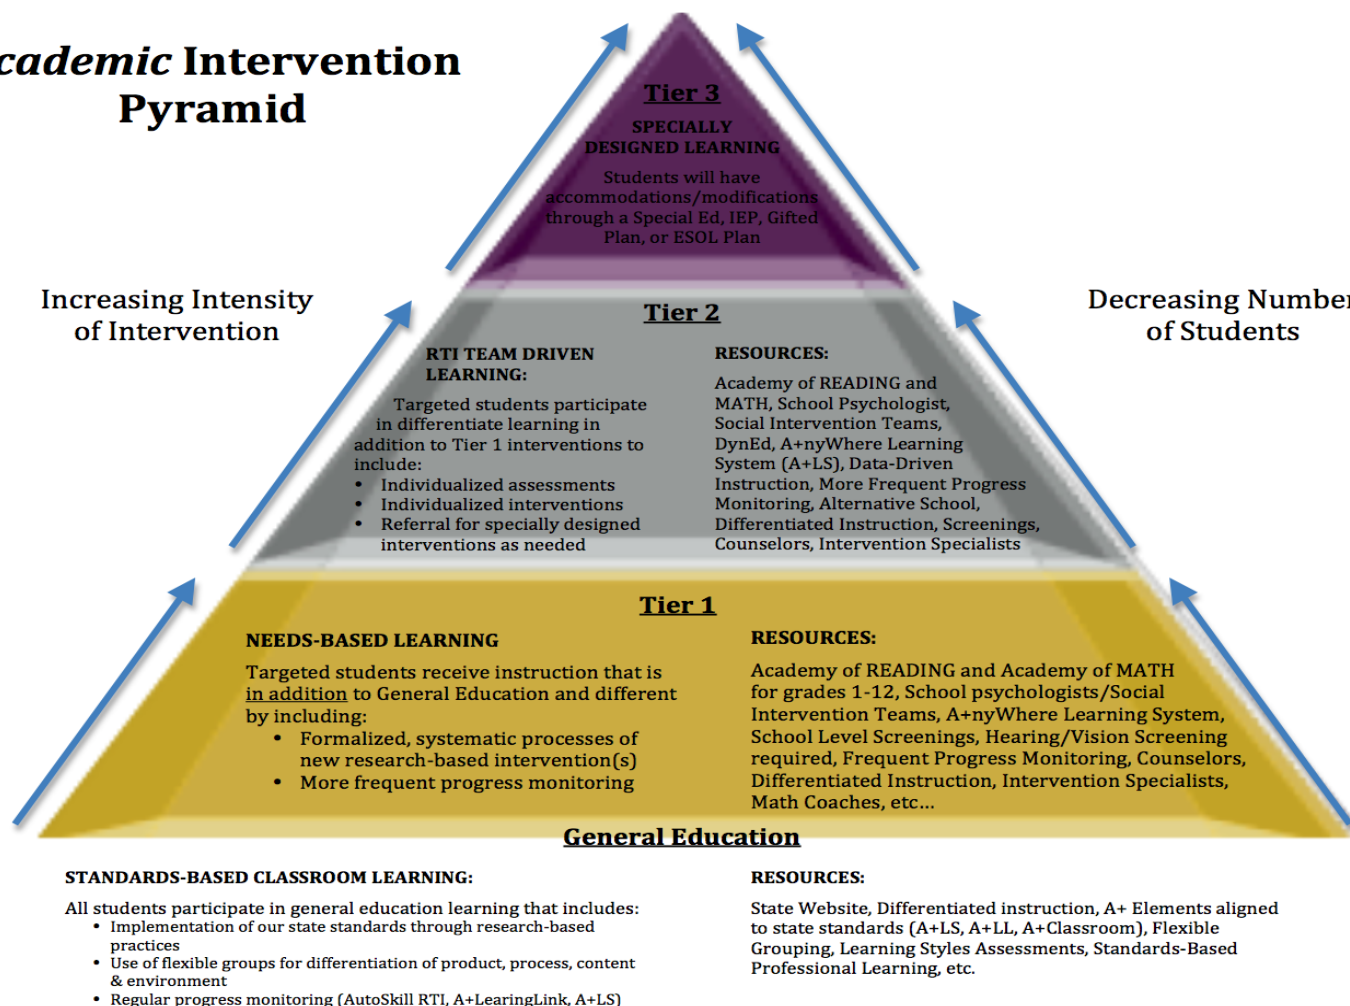 cademic Intervention
Pyramid
Tier 3
SPECIALLY
DESIGNED LEARNING
Students will have
accommodations/modifications
through a Special Ed, IEP, Gifted
Plan, or ESOL Plan
Increasing Intensity
of Intervention
Decreasing Number
of Students
Tier 2
RTI TEAM DRIVEN
LEARNING:
Targeted students participate
in differentiate learning in
addition to Tier 1 interventions to
include:
• Individualized assessments
• Individualized interventions
• Referral for specially designed
interventions as needed
RESOURCES:
Academy of READING and
MATH, School Psychologist,
Social Intervention Teams,
DynEd, A+nyWhere Learning
System (A+LS), Data-Driven
Instruction, More Frequent Progress
Monitoring, Alternative School,
Differentiated Instruction, Screenings,
Counselors, Intervention Specialists
Tier 1
NEEDS-BASED LEARNING
Targeted students receive instruction that is
in addition to General Education and different
by including:
• Formalized, systematic processes of
new research-based intervention(s)
• More frequent progress monitoring
RESOURCES:
Academy of READING and Academy of MATH
for grades 1-12, School psychologists/Social
Intervention Teams, A+nyWhere Learning System,
School Level Screenings, Hearing/Vision Screening
required, Frequent Progress Monitoring, Counselors,
Differentiated Instruction, Intervention Specialists,
Math Coaches, etc...
General Education
STANDARDS-BASED CLASSROOM LEARNING:
All students participate in general education learning that includes:
• Implementation of our state standards through research-based
practices
• Use of flexible groups for differentiation of product, process, content
& environment
• Regular progress monitoring (AutoSkill RTI, A+LearingLink, A+LS)
RESOURCES:
State Website, Differentiated instruction, A+ Elements aligned
to state standards (A+LS, A+LL, A+Classroom), Flexible
Grouping, Learning Styles Assessments, Standards-Based
Professional Learning, etc.